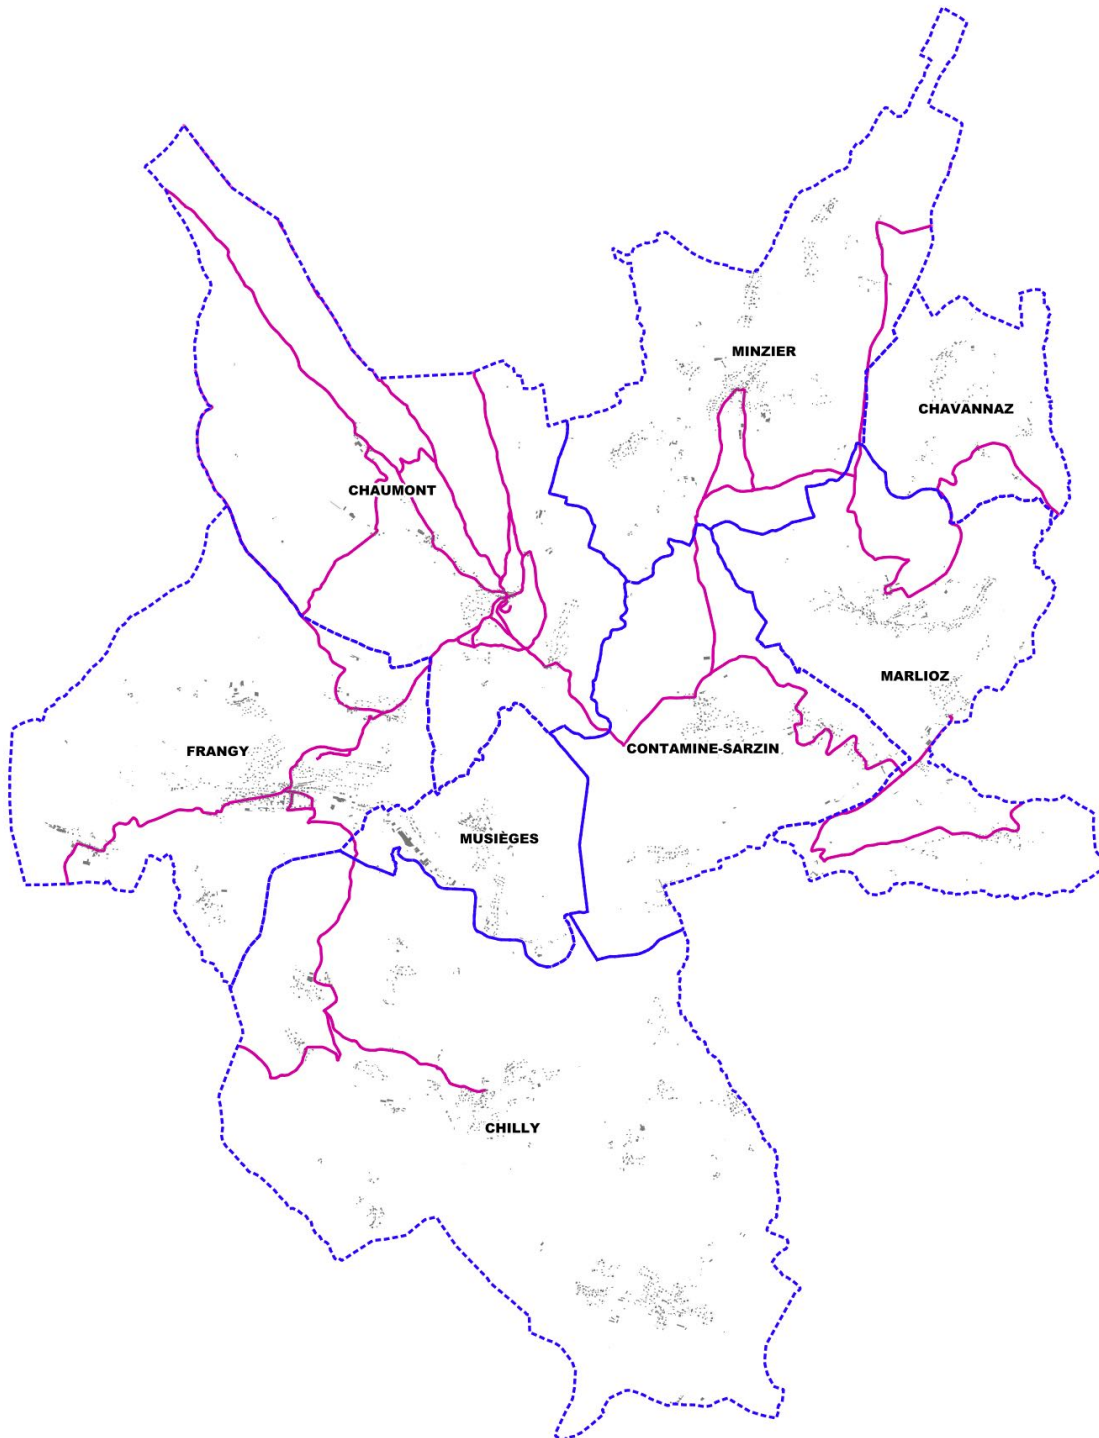 MINZIER
CHAVANNAZ
CHAUMONT
MARLIOZ
FRANGY
CONTAMINE-SARZIN
MUSIÈGES
CHILLY